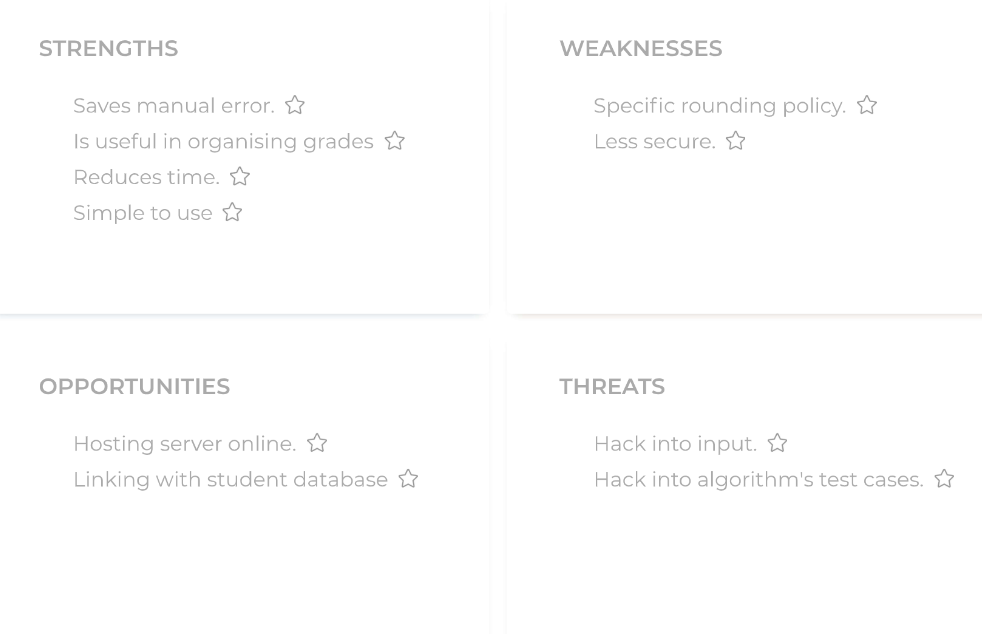 STRENGTHS
Saves manual error.
Is useful in organising grades
Reduces time.
Simple to use
WEAKNESSES
Specific rounding policy.
Less secure.
OPPORTUNITIES
Hosting server online.
Linking with student database
THREATS
Hack into input.
Hack into algorithm's test cases.